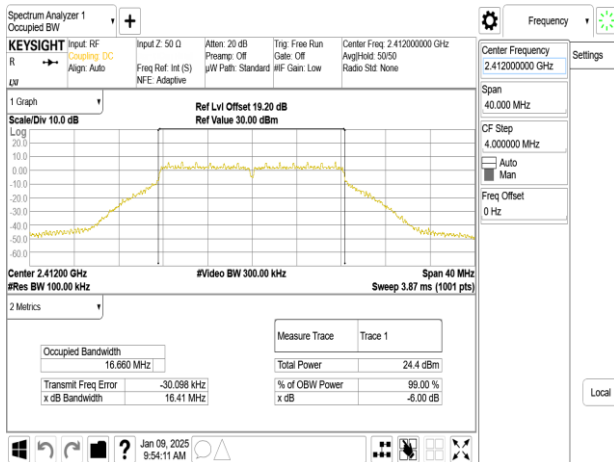 Spectrum Analyzer 1
Occupied BW
Frequency
KEYSIGHT
R
Input: RF
Coupling: DC
Align: Auto
Input Z: 50 Ω
Freq Ref: Int (S)
NFE: Adaptive
Atten: 20 dB
Preamp: Off
µW Path: Standard
Trig: Free Run
Gate: Off
#IF Gain: Low
Center Freq: 2.412000000 GHz
Avg|Hold: 50/50
Radio Std: None
Center Frequency
2.412000000 GHz
Settings
Span
40.000 MHz
CF Step
4.000000 MHz
Auto
Man
Freq Offset
0 Hz
Local
1 Graph
Scale/Div 10.0 dB
Ref Lvl Offset 19.20 dB
Ref Value 30.00 dBm
Log
20.0
10.0
0.00
-10.0
-20.0
-30.0
-40.0
-50.0
-60.0
Center 2.41200 GHz
#Video BW 300.00 kHz
Span 40 MHz
#Res BW 100.00 kHz
Sweep 3.87 ms (1001 pts)
2 Metrics
Measure Trace Trace 1
Occupied Bandwidth
16.660 MHz
Total Power 24.4 dBm
Transmit Freq Error -30.098 kHz
% of OBW Power 99.00 %
x dB Bandwidth 16.41 MHz
x dB -6.00 dB
?
Jan 09, 2025
9:54:11 AM